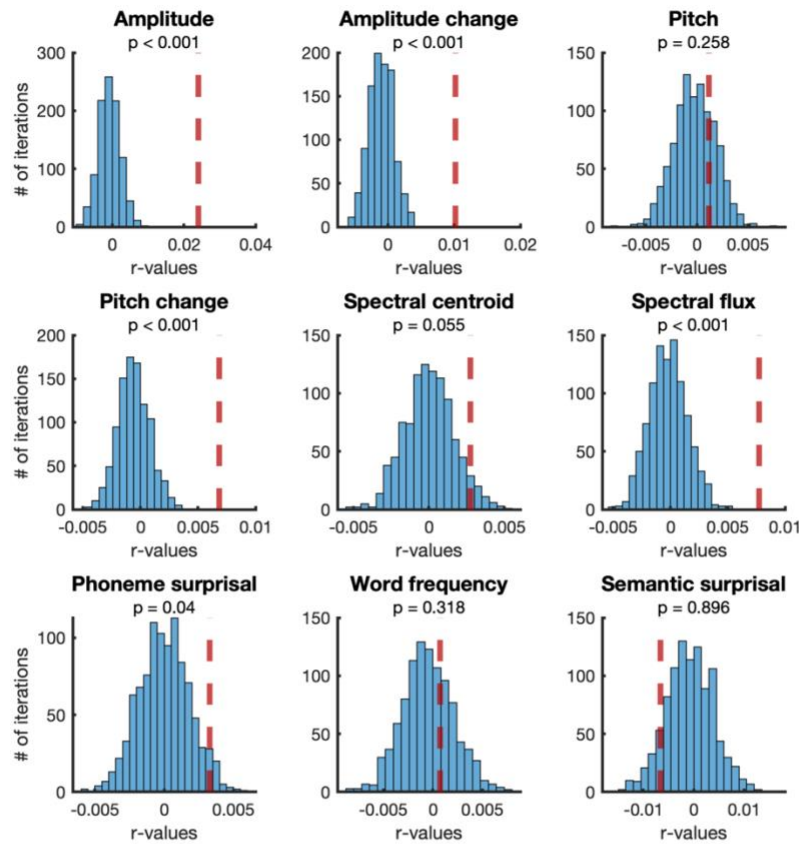 Amplitude
p < 0.001
Amplitude change
p < 0.001
Pitch
p = 0.258
# of iterations
300
200
100
0
200
150
100
50
0
150
100
50
0
0 0.02 0.04
0 0.01 0.02
-0.005 0 0.005
r-values
r-values
r-values
Pitch change
p < 0.001
Spectral centroid
p = 0.055
Spectral flux
p < 0.001
# of iterations
200
150
100
50
0
150
100
50
0
150
100
50
0
-0.005 0 0.005 0.01
-0.005 0 0.005
-0.005 0 0.005 0.01
r-values
r-values
r-values
Phoneme surprisal
p = 0.04
Word frequency
p = 0.318
Semantic surprisal
p = 0.896
# of iterations
100
50
0
150
100
50
0
150
100
50
0
-0.005 0 0.005
-0.005 0 0.005
-0.01 0 0.01
r-values
r-values
r-values